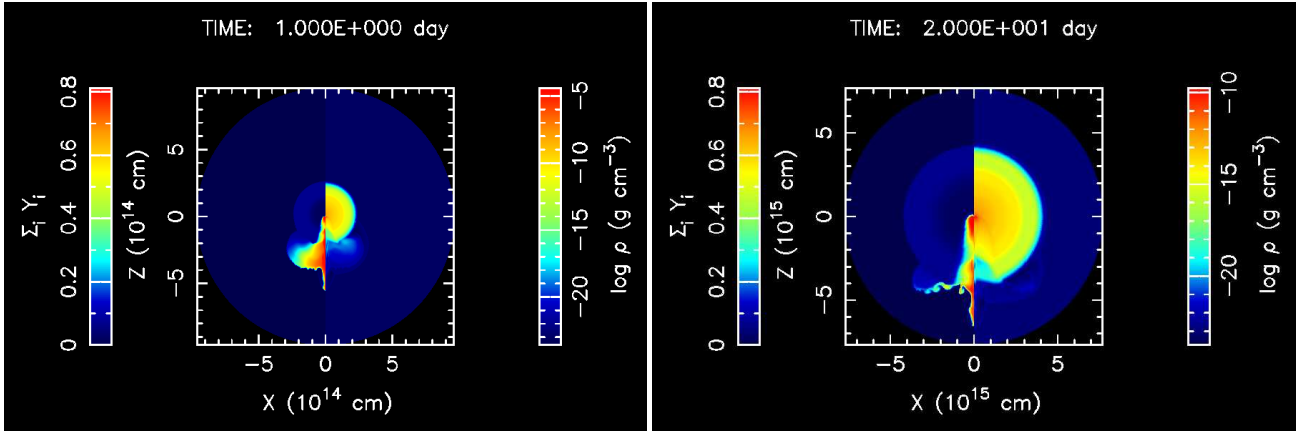 TIME: 1.000E+000 day
Σi Yi
0 0.2 0.4 0.6 0.8
Z (10^14 cm)
−5 0 5
−5 0 5
X (10^14 cm)
−20 −15 −10 −5
log ρ (g cm^−3)
TIME: 2.000E+001 day
Σi Yi
0 0.2 0.4 0.6 0.8
Z (10^15 cm)
−5 0 5
−5 0 5
X (10^15 cm)
−20 −15 −10
log ρ (g cm^−3)